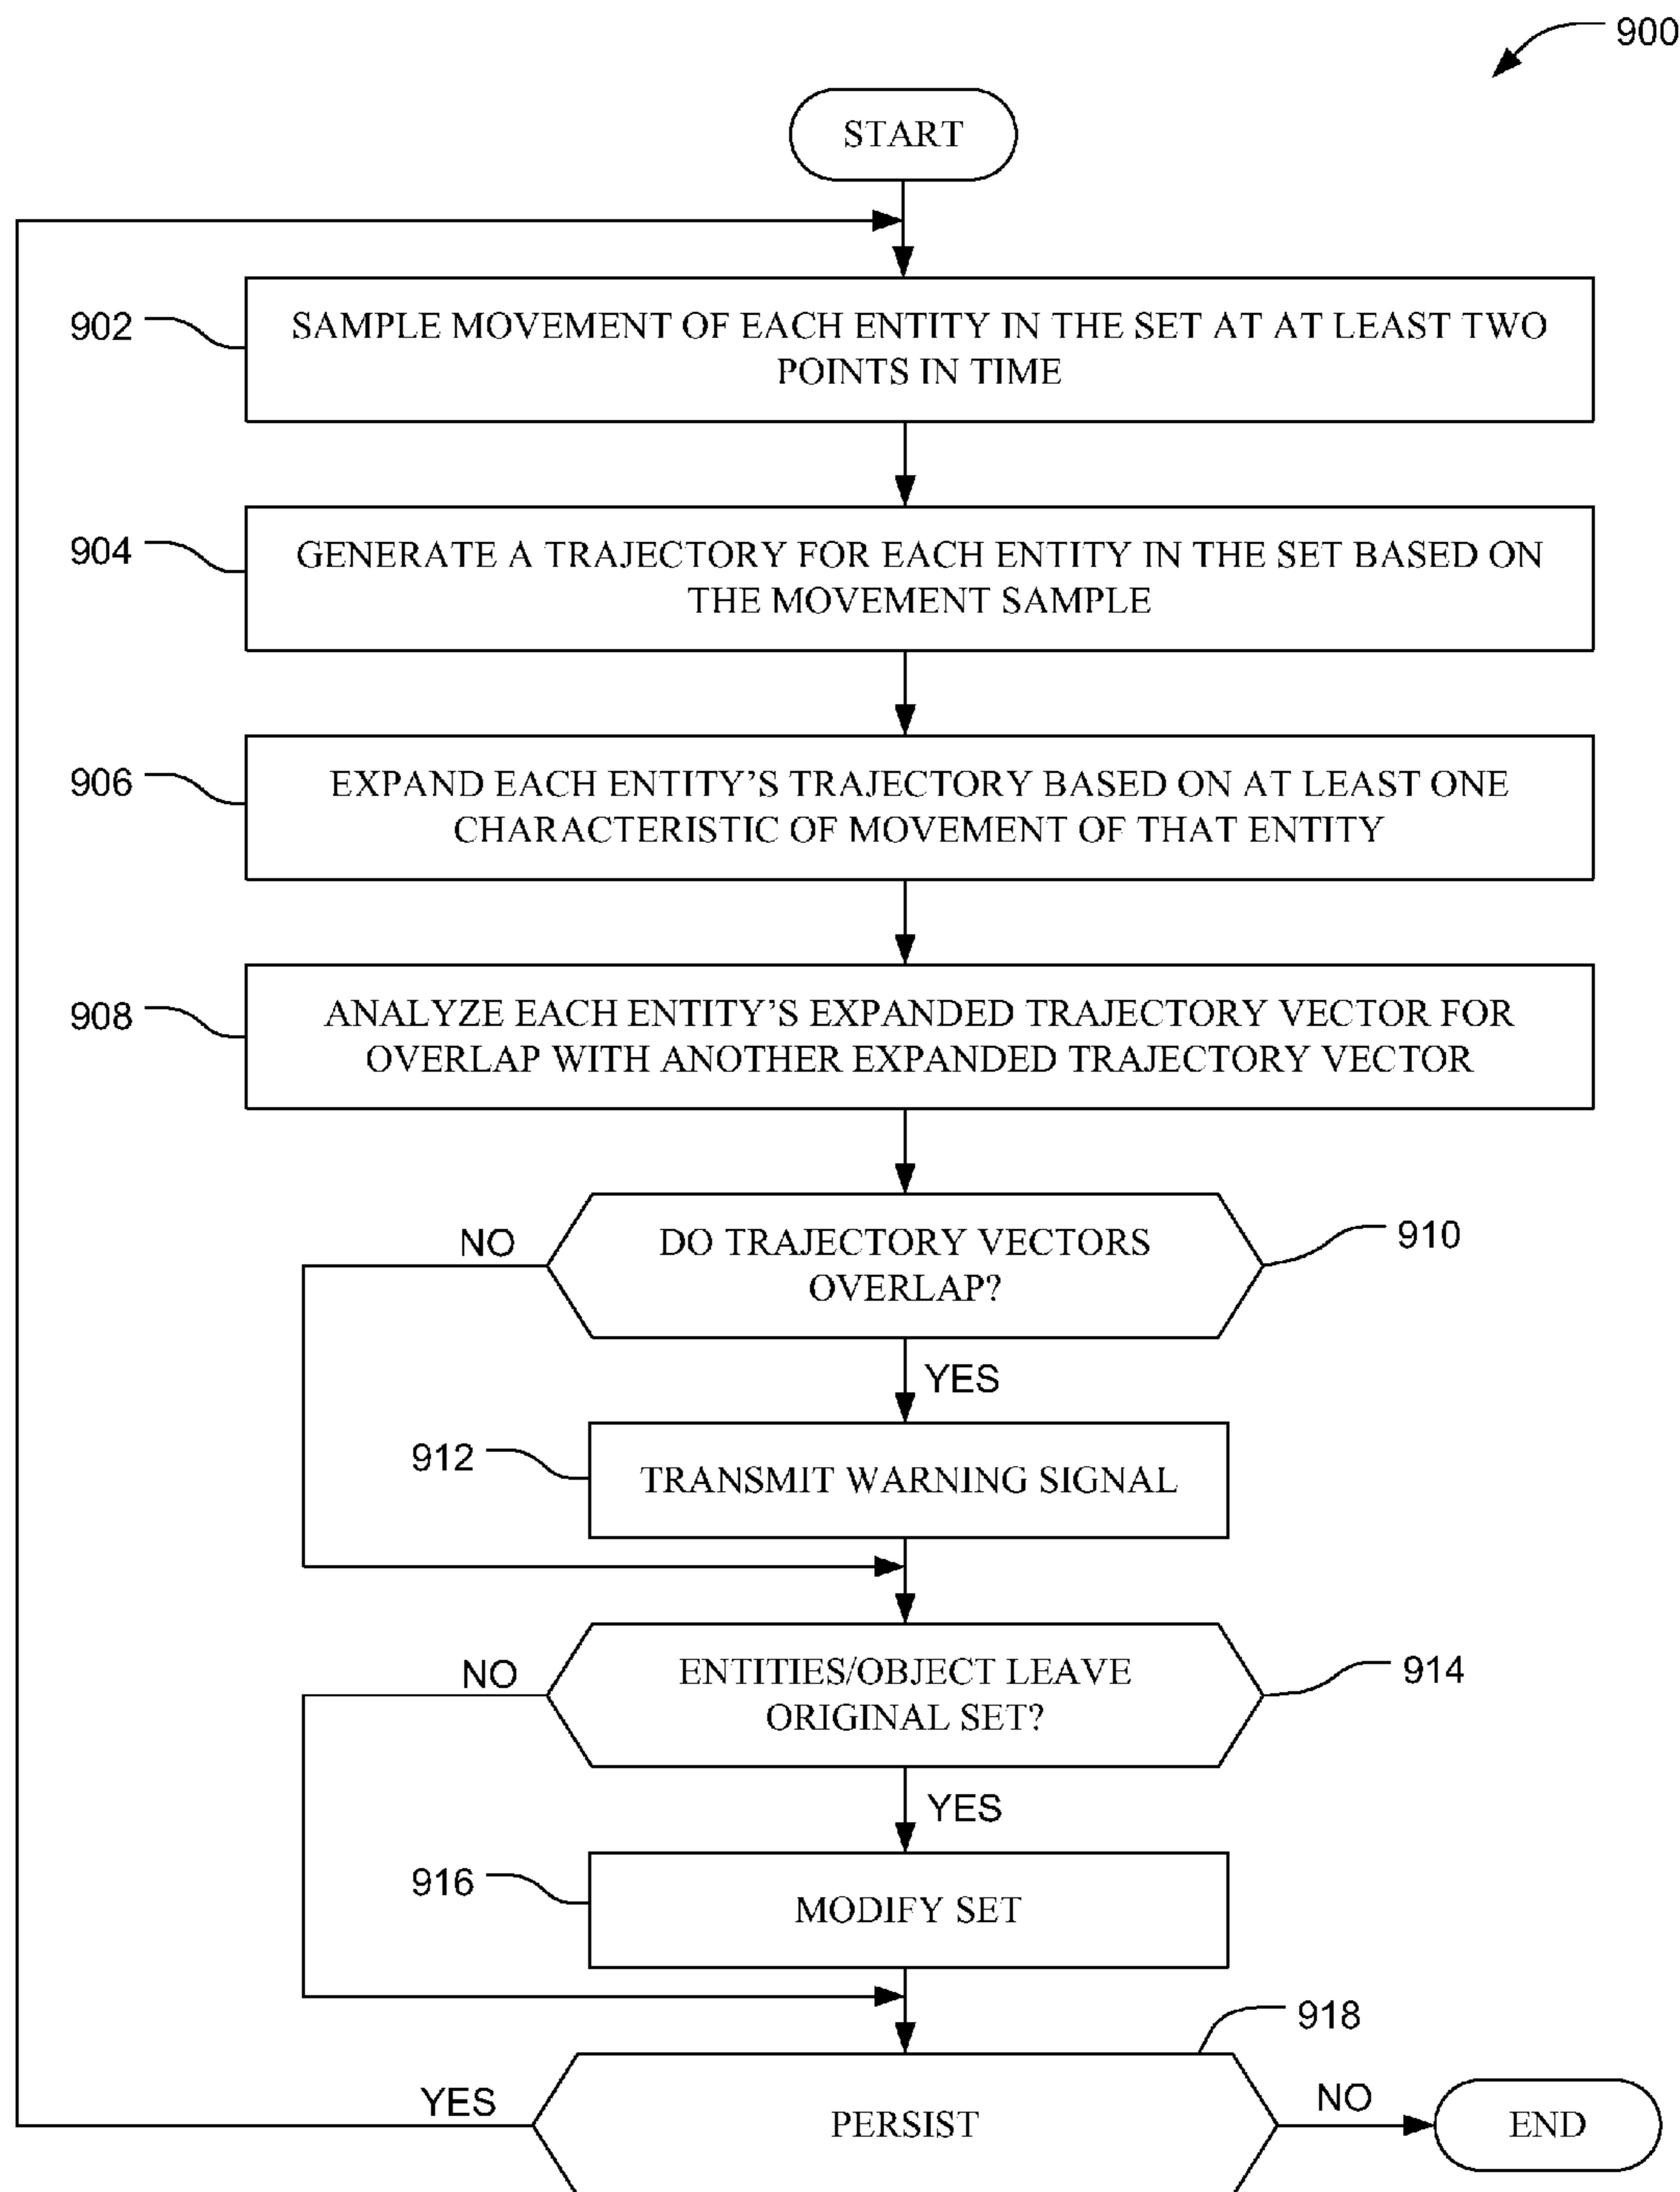 900
START
902
SAMPLE MOVEMENT OF EACH ENTITY IN THE SET AT AT LEAST TWO
POINTS IN TIME
904
GENERATE A TRAJECTORY FOR EACH ENTITY IN THE SET BASED ON
THE MOVEMENT SAMPLE
906
EXPAND EACH ENTITY’S TRAJECTORY BASED ON AT LEAST ONE
CHARACTERISTIC OF MOVEMENT OF THAT ENTITY
908
ANALYZE EACH ENTITY’S EXPANDED TRAJECTORY VECTOR FOR
OVERLAP WITH ANOTHER EXPANDED TRAJECTORY VECTOR
NO
DO TRAJECTORY VECTORS
OVERLAP?
910
YES
912
TRANSMIT WARNING SIGNAL
NO
ENTITIES/OBJECT LEAVE
ORIGINAL SET?
914
YES
916
MODIFY SET
918
YES
PERSIST
NO
END